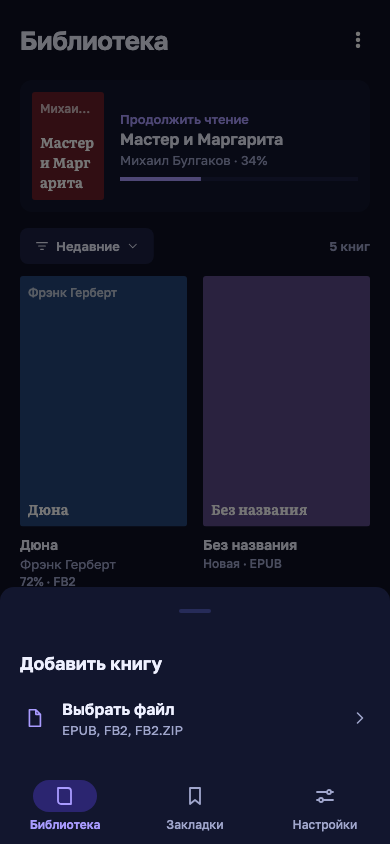 Библиотека
Михаи...
Мастер
и Марг
арита
Продолжить чтение
Мастер и Маргарита
Михаил Булгаков · 34%
Недавние
5 книг
Фрэнк Герберт
Дюна
Без названия
Дюна
Фрэнк Герберт
72% · FB2
Без названия
Новая · EPUB
Добавить книгу
Выбрать файл
EPUB, FB2, FB2.ZIP
Библиотека
Закладки
Настройки